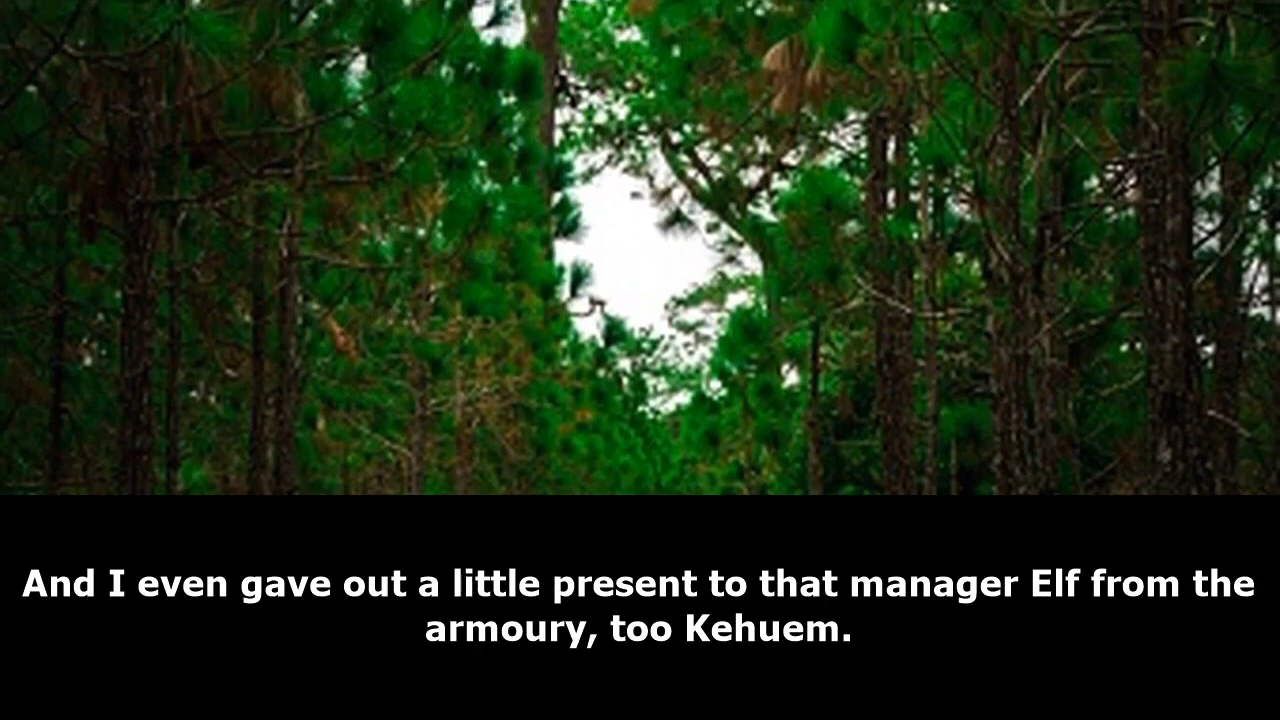 And I even gave out a little present to that manager Elf from the
armoury, too Kehuem.